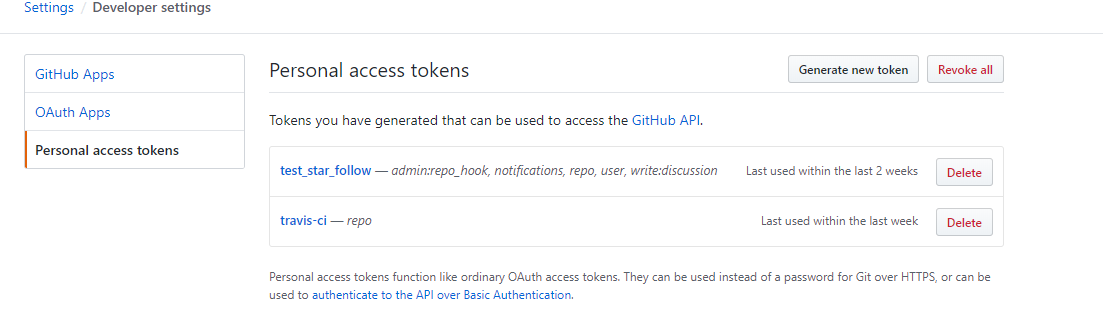 Settings / Developer settings
GitHub Apps
OAuth Apps
Personal access tokens
Personal access tokens
Generate new token
Revoke all
Tokens you have generated that can be used to access the GitHub API.
test_star_follow — admin:repo_hook, notifications, repo, user, write:discussion
Last used within the last 2 weeks
Delete
travis-ci — repo
Last used within the last week
Delete
Personal access tokens function like ordinary OAuth access tokens. They can be used instead of a password for Git over HTTPS, or can be
used to authenticate to the API over Basic Authentication.